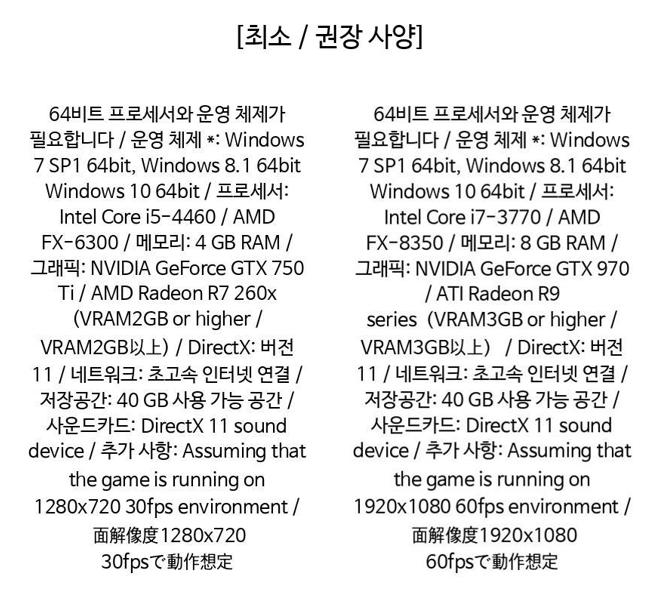 [최소 / 권장 사양]
64비트 프로세서와 운영 체제가
필요합니다 / 운영 체제 *: Windows
7 SP1 64bit, Windows 8.1 64bit
Windows 10 64bit / 프로세서:
Intel Core i5-4460 / AMD
FX-6300 / 메모리: 4 GB RAM /
그래픽: NVIDIA GeForce GTX 750
Ti / AMD Radeon R7 260x
(VRAM2GB or higher /
VRAM2GB以上) / DirectX: 버전
11 / 네트워크: 초고속 인터넷 연결 /
저장공간: 40 GB 사용 가능 공간 /
사운드카드: DirectX 11 sound
device / 추가 사항: Assuming that
the game is running on
1280x720 30fps environment /
面解像度1280x720
30fpsで動作想定
64비트 프로세서와 운영 체제가
필요합니다 / 운영 체제 *: Windows
7 SP1 64bit, Windows 8.1 64bit
Windows 10 64bit / 프로세서:
Intel Core i7-3770 / AMD
FX-8350 / 메모리: 8 GB RAM /
그래픽: NVIDIA GeForce GTX 970
/ ATI Radeon R9
series (VRAM3GB or higher /
VRAM3GB以上) / DirectX: 버전
11 / 네트워크: 초고속 인터넷 연결 /
저장공간: 40 GB 사용 가능 공간 /
사운드카드: DirectX 11 sound
device / 추가 사항: Assuming that
the game is running on
1920x1080 60fps environment /
面解像度1920x1080
60fpsで動作想定